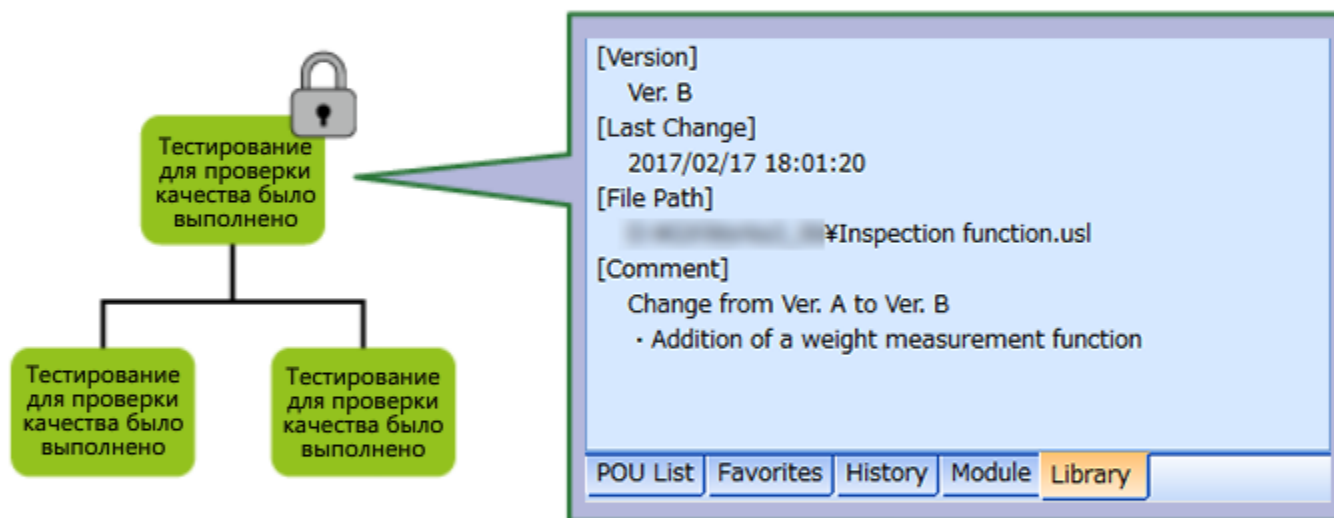 Тестирование
для проверки
качества было
выполнено
Тестирование
для проверки
качества было
выполнено
Тестирование
для проверки
качества было
выполнено
[Version]
Ver. B
[Last Change]
2017/02/17 18:01:20
[File Path]
¥Inspection function.usl
[Comment]
Change from Ver. A to Ver. B
・Addition of a weight measurement function
POU List Favorites History Module Library